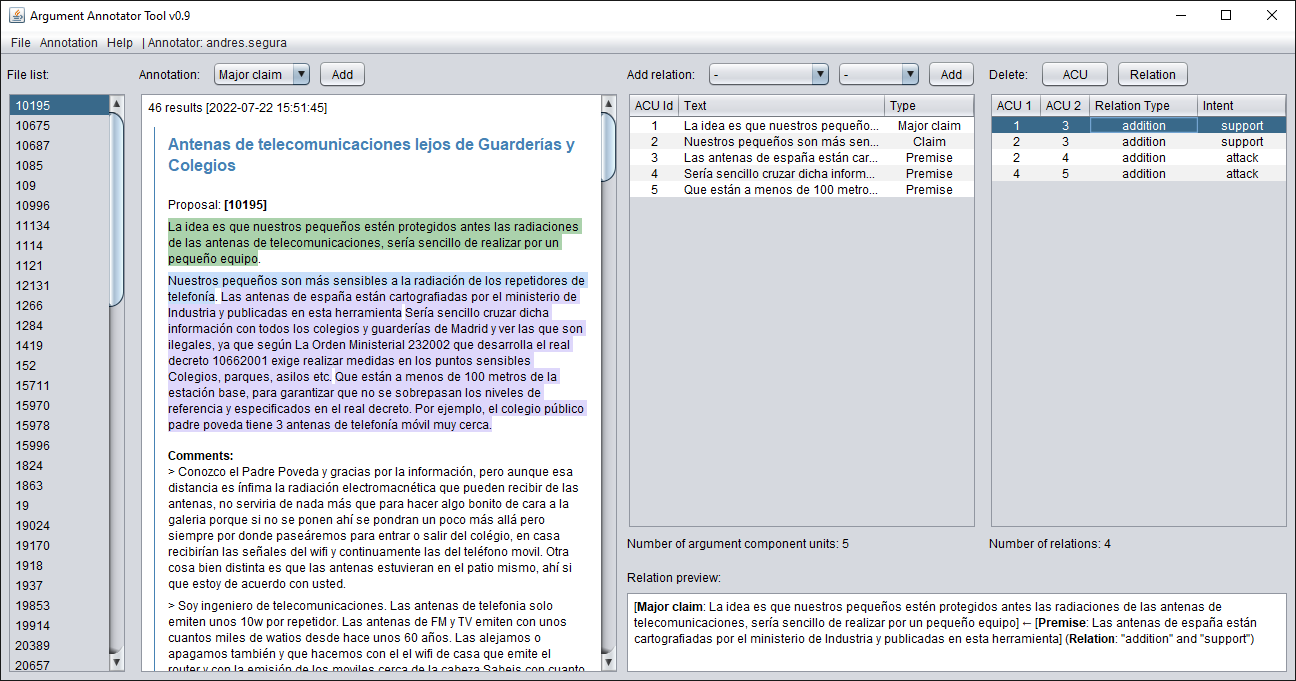 Argument Annotator Tool v0.9
File Annotation Help | Annotator: andres.segura
File list:
10195
10675
10687
1085
109
10996
11134
1114
1121
12131
1266
1284
1419
152
15711
15970
15978
15996
1824
1863
19
19024
19170
1918
1937
19853
19914
20389
20657
Annotation: Major claim Add
46 results [2022-07-22 15:51:45]
Antenas de telecomunicaciones lejos de Guarderías y
Colegios
Proposal: [10195]
La idea es que nuestros pequeños estén protegidos antes las radiaciones
de las antenas de telecomunicaciones, sería sencillo de realizar por un
pequeño equipo.
Nuestros pequeños son más sensibles a la radiación de los repetidores de
telefonía. Las antenas de españa están cartografiadas por el ministerio de
Industria y publicadas en esta herramienta Sería sencillo cruzar dicha
información con todos los colegios y guarderías de Madrid y ver las que son
ilegales, ya que según La Orden Ministerial 232002 que desarrolla el real
decreto 10662001 exige realizar medidas en los puntos sensibles
Colegios, parques, asilos etc. Que están a menos de 100 metros de la
estación base, para garantizar que no se sobrepasan los niveles de
referencia y especificados en el real decreto. Por ejemplo, el colegio público
padre poveda tiene 3 antenas de telefonía móvil muy cerca.
Comments:
> Conozco el Padre Poveda y gracias por la información, pero aunque esa
distancia es ínfima la radiación electromacnética que pueden recibir de las
antenas, no serviria de nada más que para hacer algo bonito de cara a la
galeria porque si no se ponen ahí se pondran un poco más allá pero
siempre por donde paseáremos para entrar o salir del colégio, en casa
recibirían las señales del wifi y continuamente las del teléfono movil. Otra
cosa bien distinta es que las antenas estuvieran en el patio mismo, ahí si
que estoy de acuerdo con usted.
> Soy ingeniero de telecomunicaciones. Las antenas de telefonia solo
emiten unos 10w por repetidor. Las antenas de FM y TV emiten con unos
cuantos miles de watios desde hace unos 60 años. Las alejamos o
apagamos también y que hacemos con el el wifi de casa que emite el
router y con la emisión de los moviles cerca de la cabeza Sabeis con cuanto
Add relation: - - Add
ACU Id Text Type
1 La idea es que nuestros pequeño... Major claim
2 Nuestros pequeños son más sen... Claim
3 Las antenas de españa están car... Premise
4 Sería sencillo cruzar dicha inform... Premise
5 Que están a menos de 100 metro... Premise
Number of argument component units: 5
Delete: ACU Relation
ACU 1 ACU 2 Relation Type Intent
1 3 addition support
2 3 addition support
2 4 addition attack
4 5 addition attack
Number of relations: 4
Relation preview:
[Major claim: La idea es que nuestros pequeños estén protegidos antes las radiaciones de las antenas de
telecomunicaciones, sería sencillo de realizar por un pequeño equipo] ← [Premise: Las antenas de españa están
cartografiadas por el ministerio de Industria y publicadas en esta herramienta] (Relation: "addition" and "support")